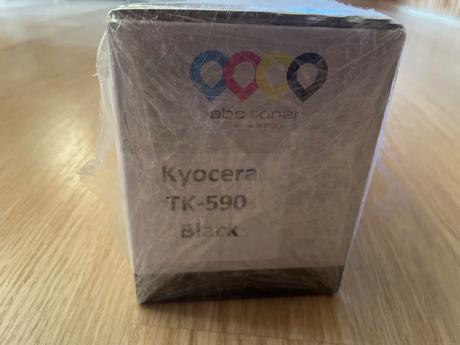 abc toner
Kyocera
TK-590
Black